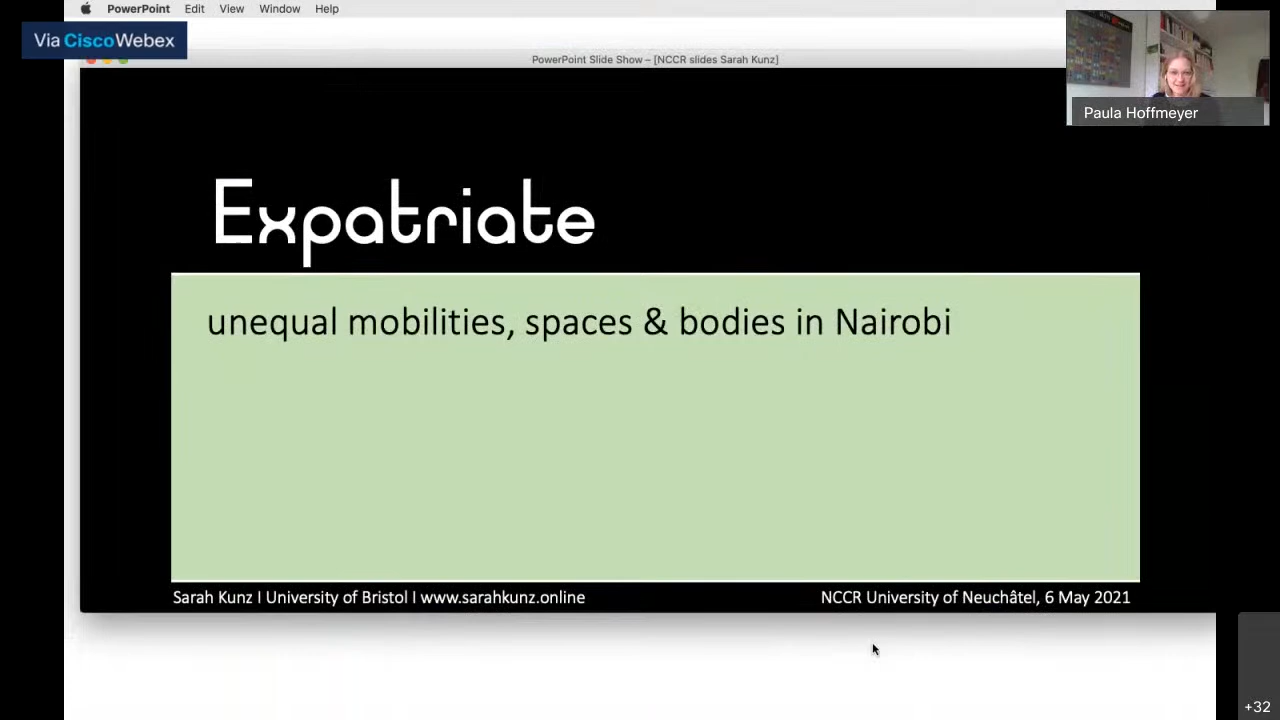 PowerPoint Edit View Window Help
Via CiscoWebex
PowerPoint Slide Show – [NCCR slides Sarah Kunz]
Paula Hoffmeyer
Expatriate
unequal mobilities, spaces & bodies in Nairobi
Sarah Kunz I University of Bristol I www.sarahkunz.online
NCCR University of Neuchâtel, 6 May 2021
+32